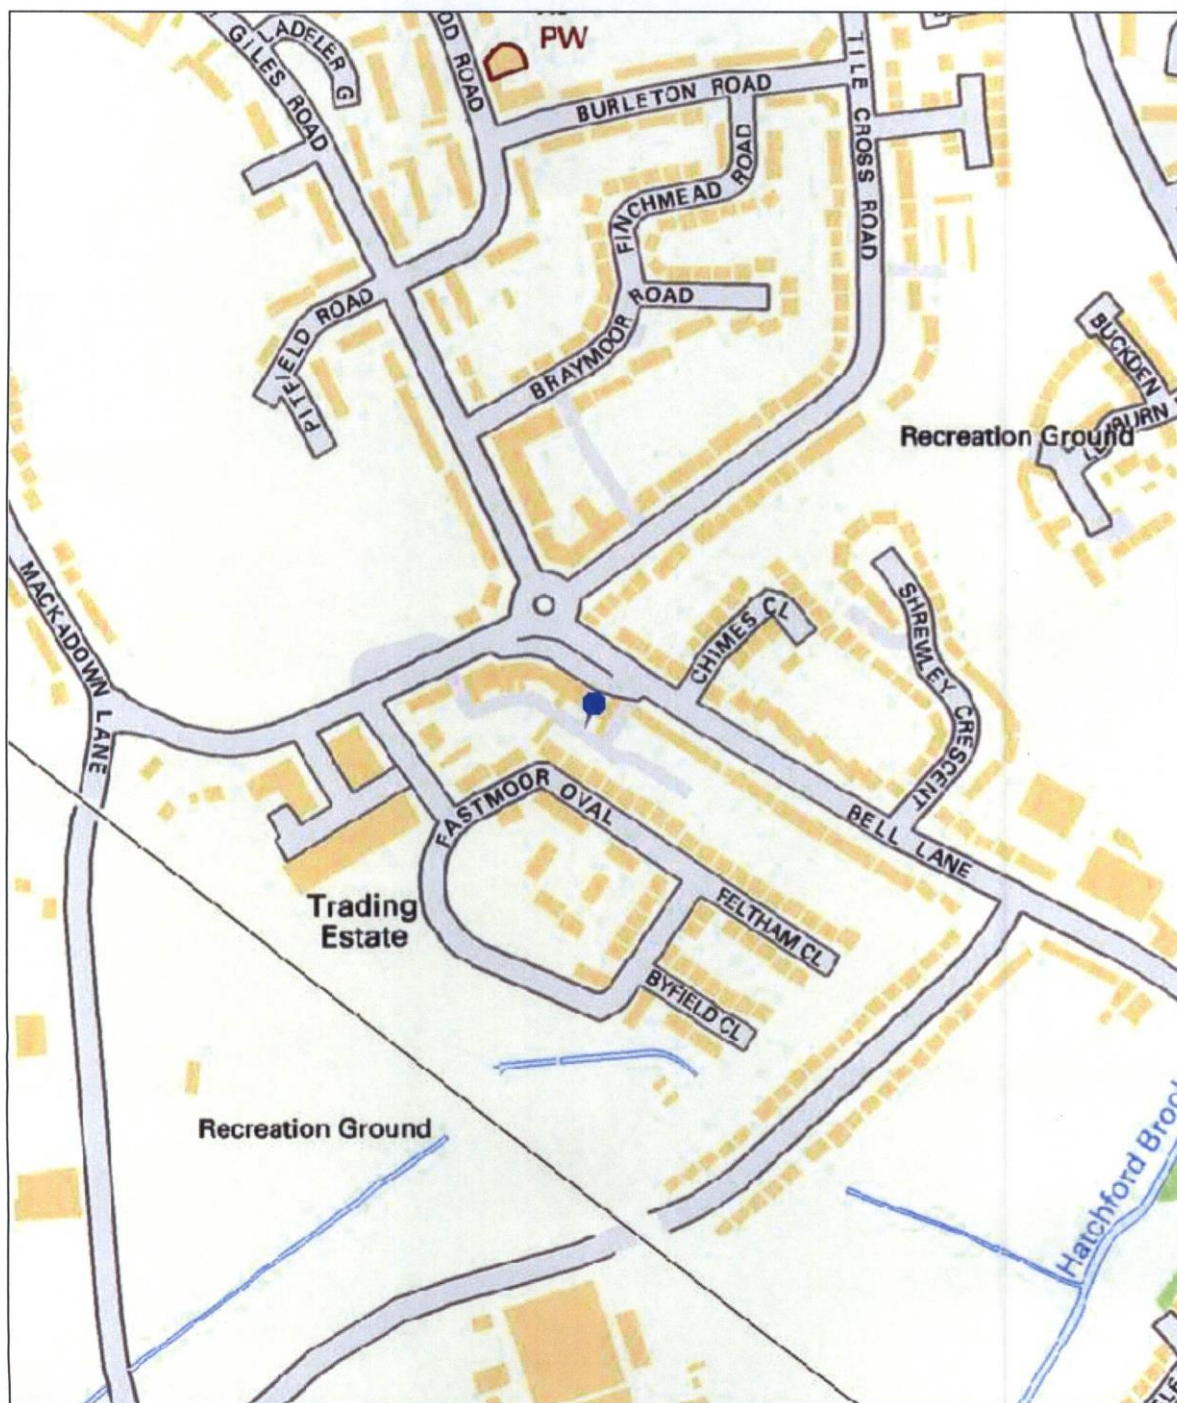 LADELER G
GILES ROAD
OD ROAD
PW
BURLETON ROAD
TILE CROSS ROAD
FINCHMEAD ROAD
PITFIELD ROAD
BRAYMOOR ROAD
BUCKDEN
Recreation Ground
MACKADOWN LANE
CHIMES CL
SHREWLEY CRESCENT
EASTMOOR OVAL
BELL LANE
Trading
Estate
FELTHAM CL
BYFIELD CL
Recreation Ground
Hatchford Brook